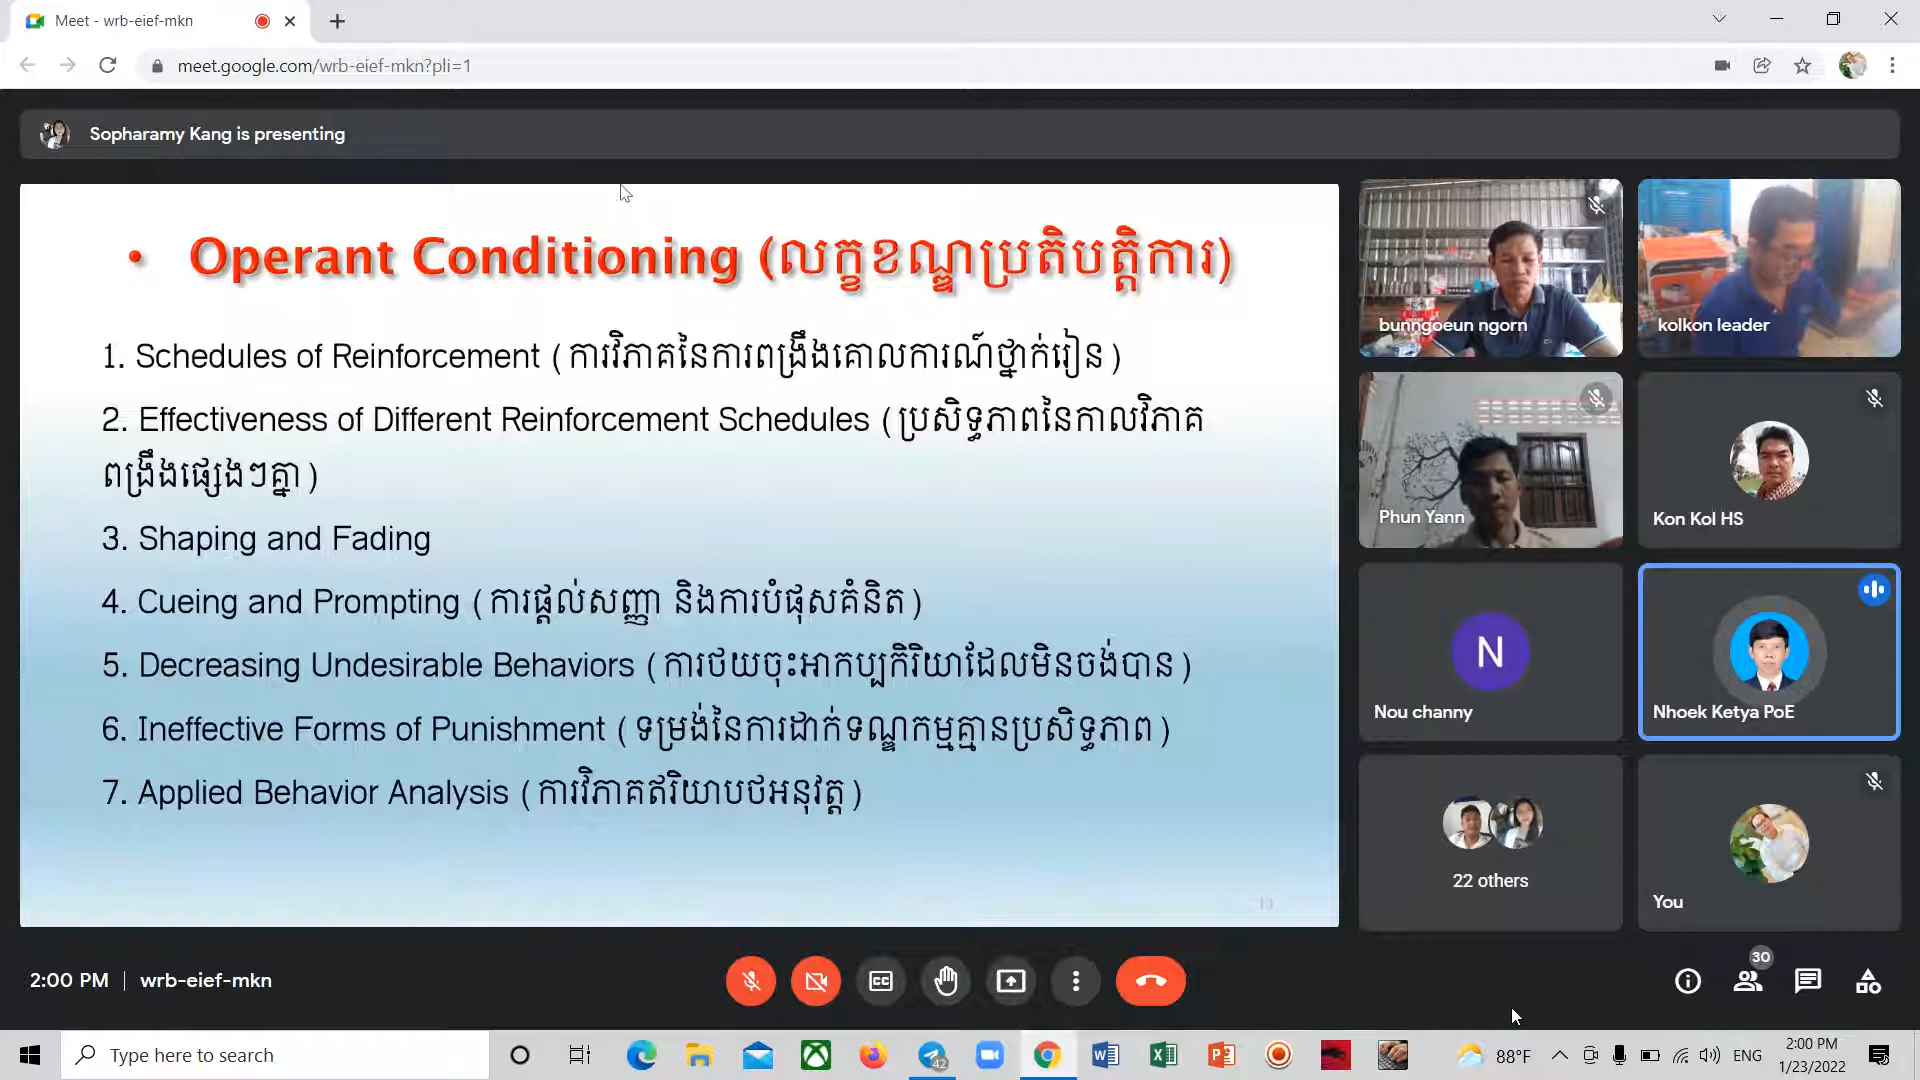 Meet - wrb-eief-mkn
meet.google.com/wrb-eief-mkn?pli=1
Sopharamy Kang is presenting
• Operant Conditioning (លក្ខខណ្ឌប្រតិបត្តិការ)
1. Schedules of Reinforcement (ការវិភាគនៃការពង្រឹងគោលការណ៍ថ្នាក់រៀន)
2. Effectiveness of Different Reinforcement Schedules (ប្រសិទ្ធភាពនៃកាលវិភាគ
ពង្រឹងផ្សេងៗគ្នា)
3. Shaping and Fading
4. Cueing and Prompting (ការផ្តល់សញ្ញា និងការបំផុសគំនិត)
5. Decreasing Undesirable Behaviors (ការថយចុះអាកប្បកិរិយាដែលមិនចង់បាន)
6. Ineffective Forms of Punishment (ទម្រង់នៃការដាក់ទណ្ឌកម្មគ្មានប្រសិទ្ធភាព)
7. Applied Behavior Analysis (ការវិភាគឥរិយាបថអនុវត្ត)
13
bunngoeun ngorn
kolkon leader
Phun Yann
Kon Kol HS
N
Nou channy
Nhoek Ketya PoE
22 others
You
2:00 PM | wrb-eief-mkn
CC
30
Type here to search
42
88°F
ENG
2:00 PM
1/23/2022